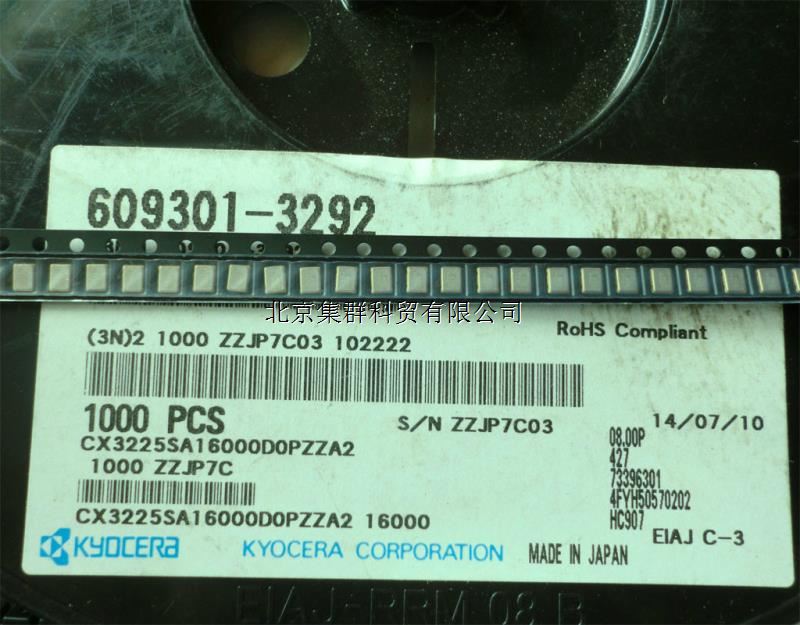 609301-3292
北京集群科贸有限公司
RoHS Compliant
(3N)2 1000 ZZJP7C03 102222
1000 PCS
S/N ZZJP7C03
14/07/10
CX3225SA16000D0PZZA2
08.00P
1000 ZZJP7C
427
73396301
4FYH50570202
CX3225SA16000D0PZZA2 16000
HC907
EIAJ C-3
KYOCERA
KYOCERA CORPORATION
MADE IN JAPAN
EIAJ-RRM 08 B